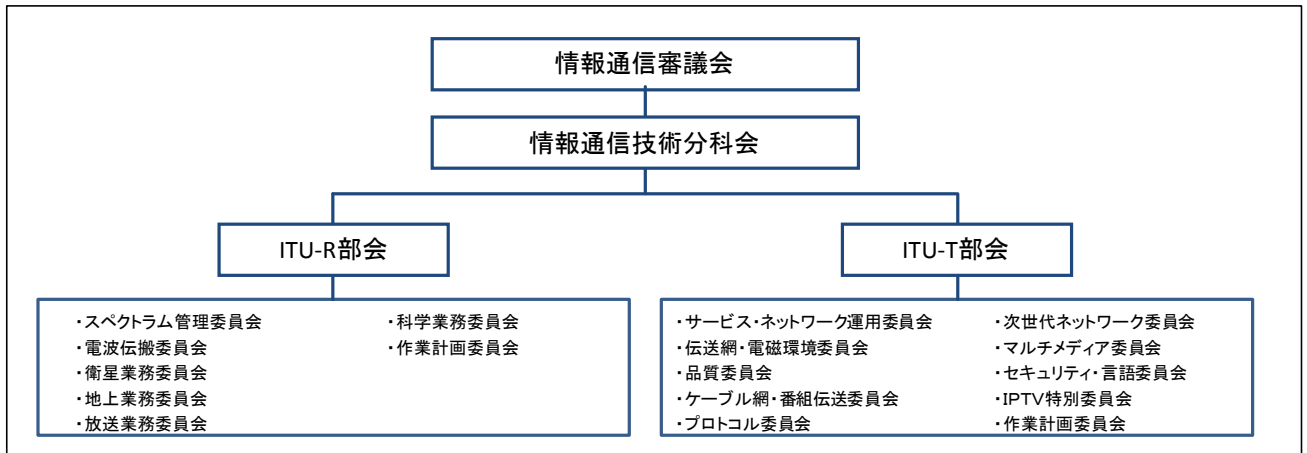 情報通信審議会
情報通信技術分科会
ITU-R部会
ITU-T部会
・スペクトラム管理委員会
・電波伝搬委員会
・衛星業務委員会
・地上業務委員会
・放送業務委員会
・科学業務委員会
・作業計画委員会
・サービス・ネットワーク運用委員会
・伝送網・電磁環境委員会
・品質委員会
・ケーブル網・番組伝送委員会
・プロトコル委員会
・次世代ネットワーク委員会
・マルチメディア委員会
・セキュリティ・言語委員会
・IPTV特別委員会
・作業計画委員会